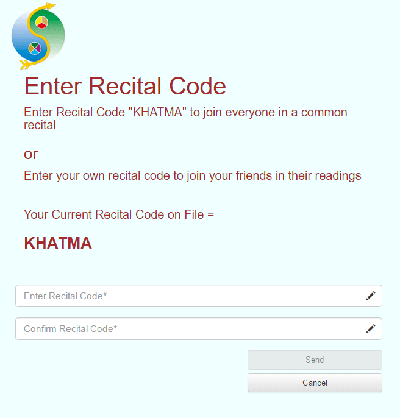 Enter Recital Code
Enter Recital Code "KHATMA" to join everyone in a common
recital
or
Enter your own recital code to join your friends in their readings
Your Current Recital Code on File =
KHATMA
Enter Recital Code*
Confirm Recital Code*
Send
Cancel